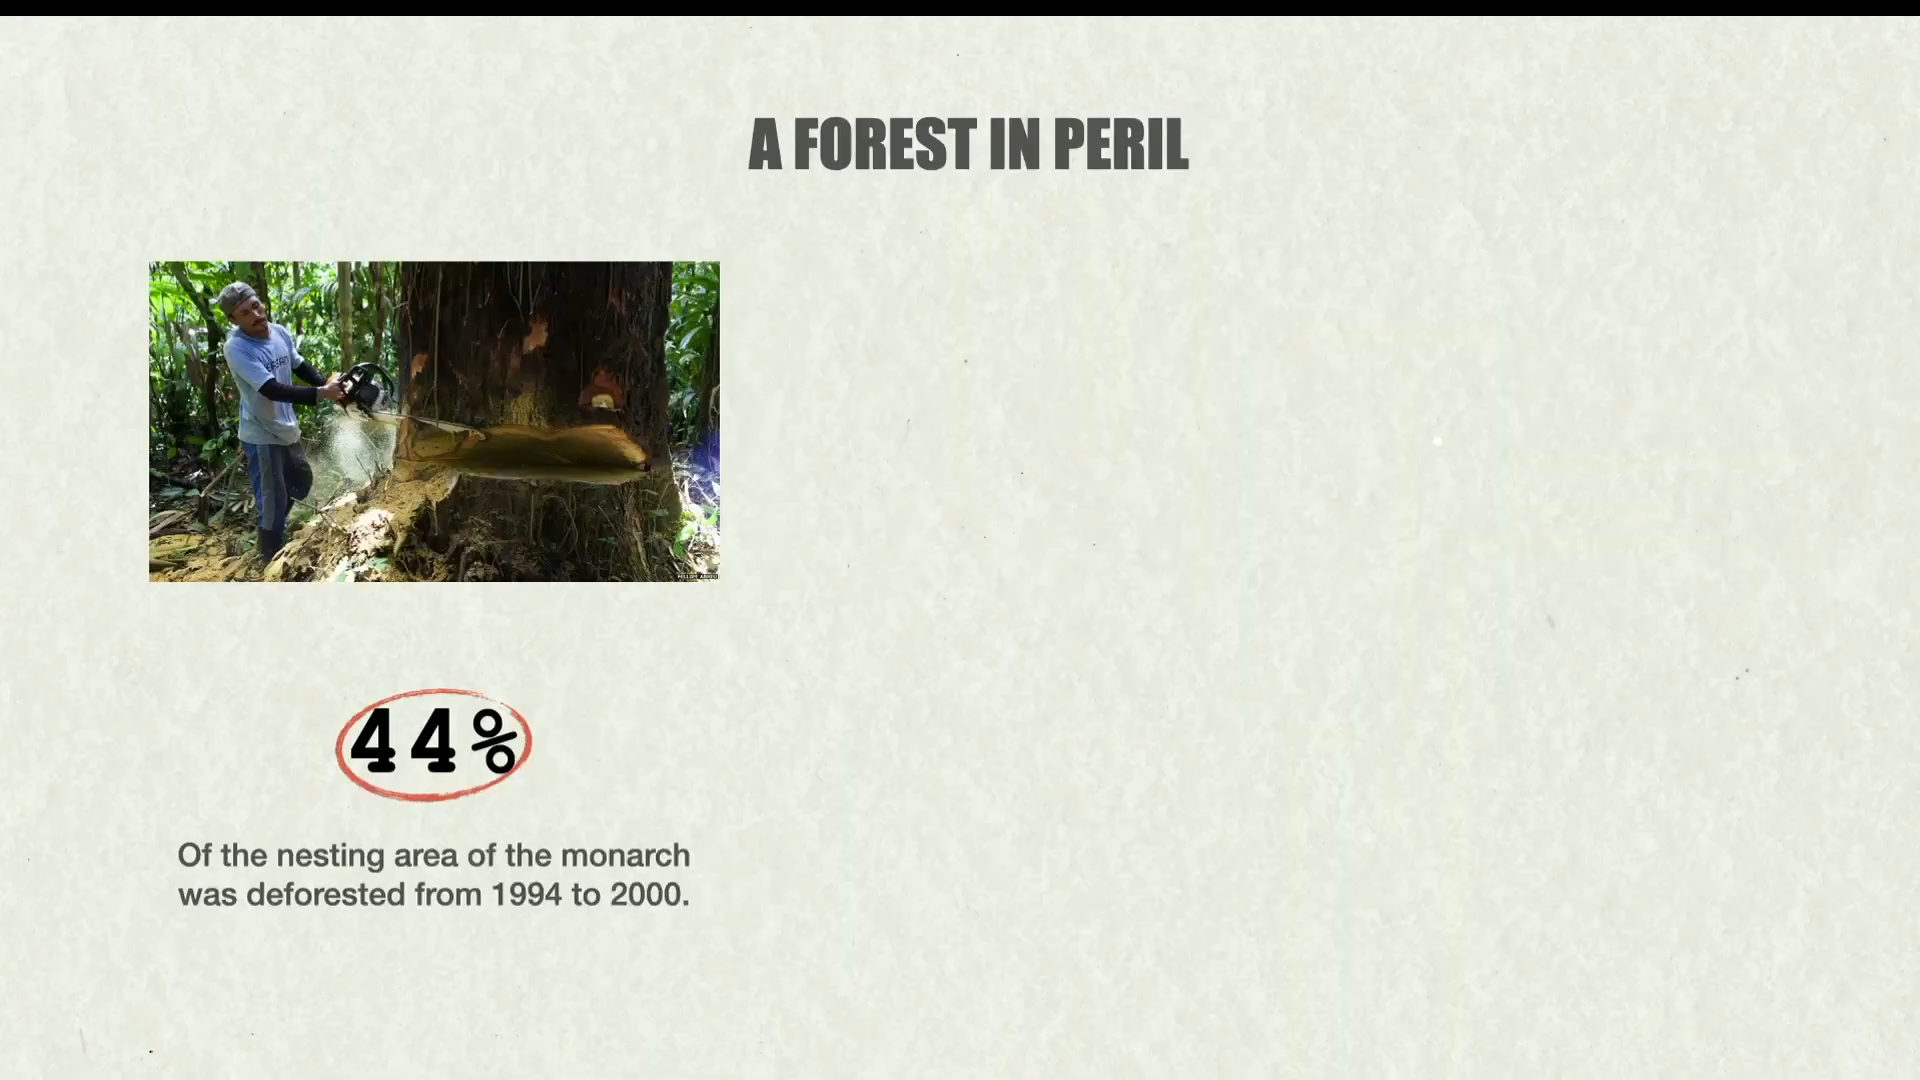 A FOREST IN PERIL
44%
Of the nesting area of the monarch
was deforested from 1994 to 2000.